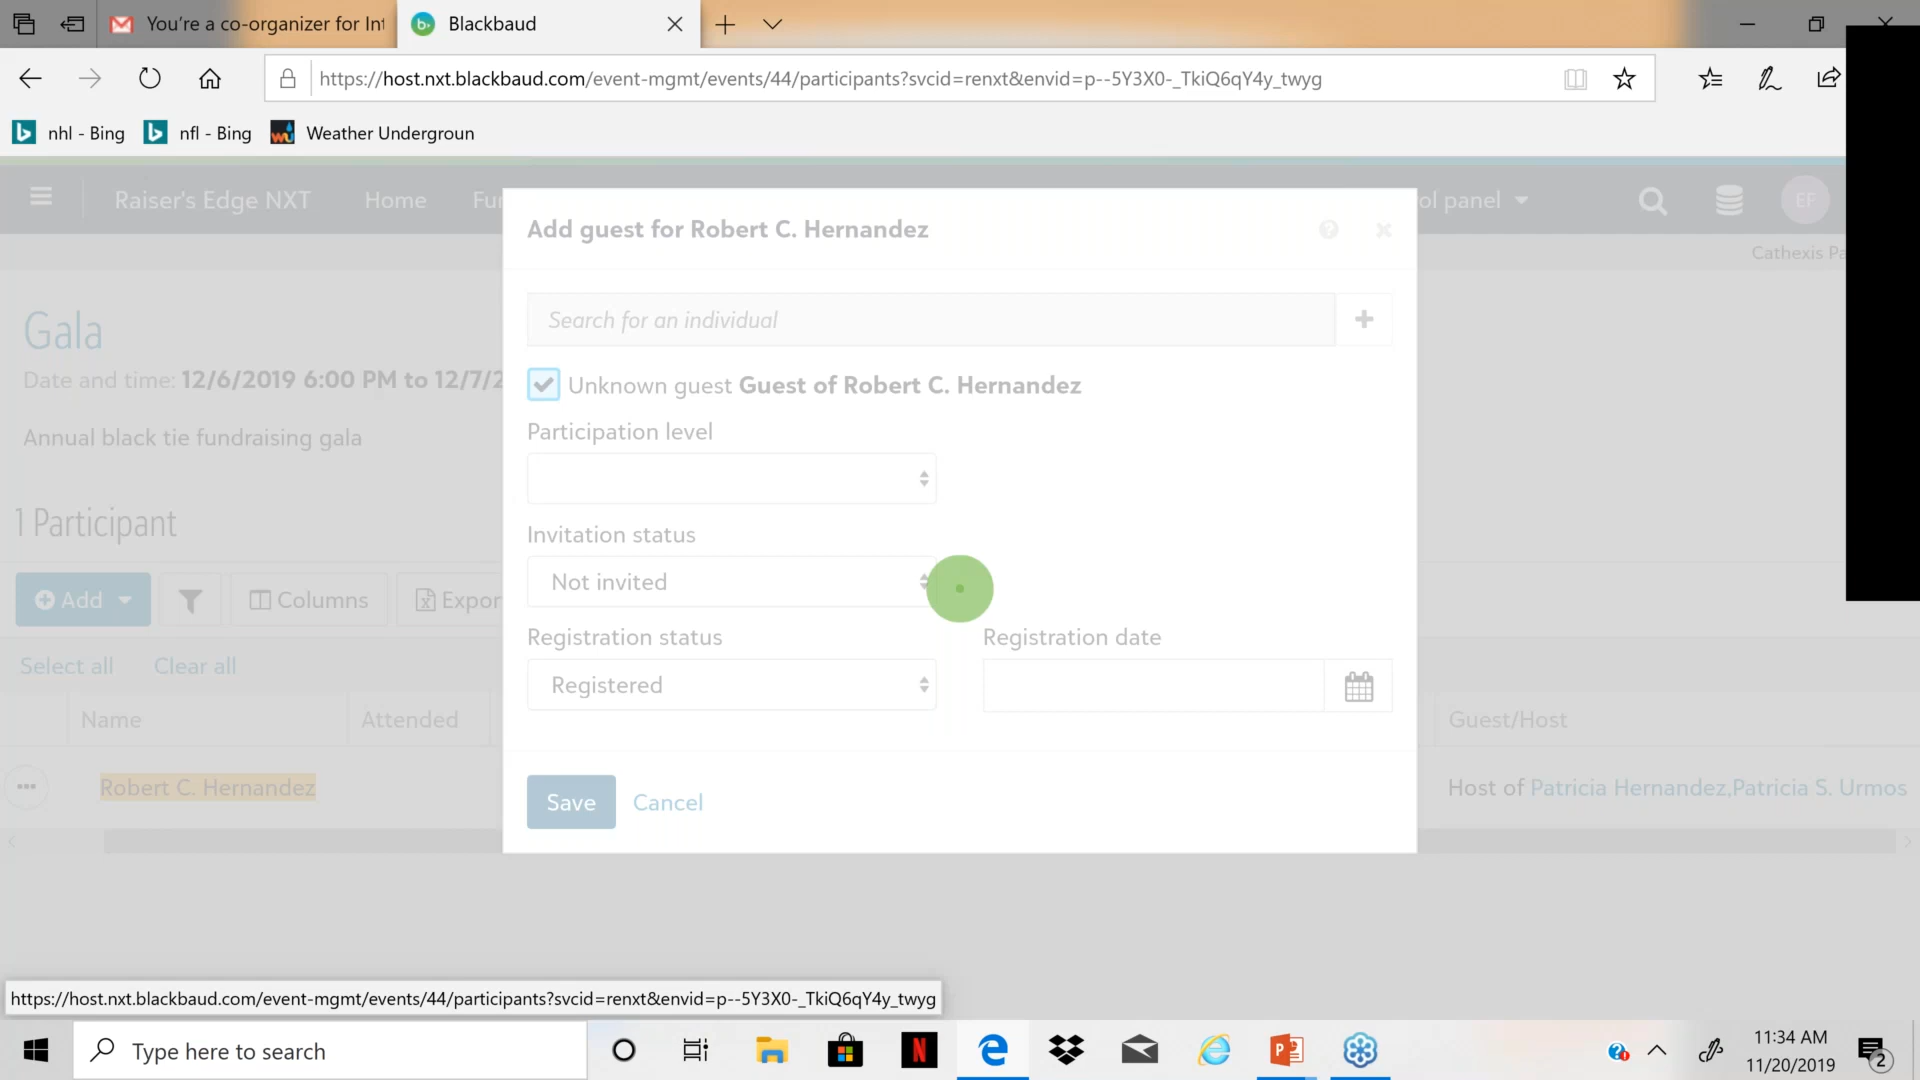 You're a co-organizer for Int
Blackbaud
https://host.nxt.blackbaud.com/event-mgmt/events/44/participants?svcid=renxt&envid=p--5Y3X0-_TkiQ6qY4y_twyg
nhl - Bing
nfl - Bing
Weather Undergroun
Raiser's Edge NXT
Home
Fu
ol panel
EF
Cathexis Pa
Add guest for Robert C. Hernandez
Search for an individual
Gala
Date and time: 12/6/2019 6:00 PM to 12/7/2
Unknown guest Guest of Robert C. Hernandez
Annual black tie fundraising gala
Participation level
1 Participant
Invitation status
Not invited
Add
Columns
Expor
Registration status
Registration date
Select all
Clear all
Registered
Name
Attended
Guest/Host
Robert C. Hernandez
Host of Patricia Hernandez,Patricia S. Urmos
Save
Cancel
https://host.nxt.blackbaud.com/event-mgmt/events/44/participants?svcid=renxt&envid=p--5Y3X0-_TkiQ6qY4y_twyg
Type here to search
11:34 AM
11/20/2019
2